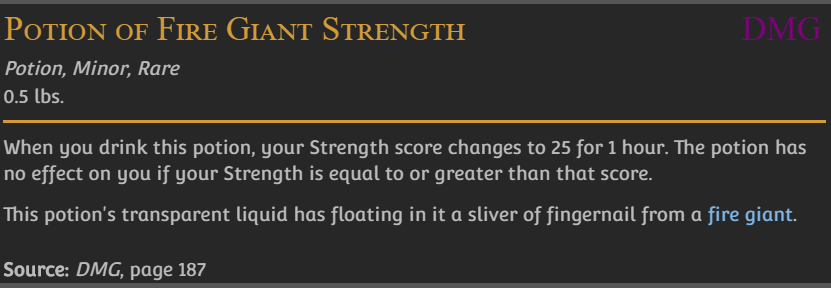 Potion of Fire Giant Strength DMG
Potion, Minor, Rare
0.5 lbs.
When you drink this potion, your Strength score changes to 25 for 1 hour. The potion has
no effect on you if your Strength is equal to or greater than that score.
This potion's transparent liquid has floating in it a sliver of fingernail from a fire giant.
Source: DMG, page 187